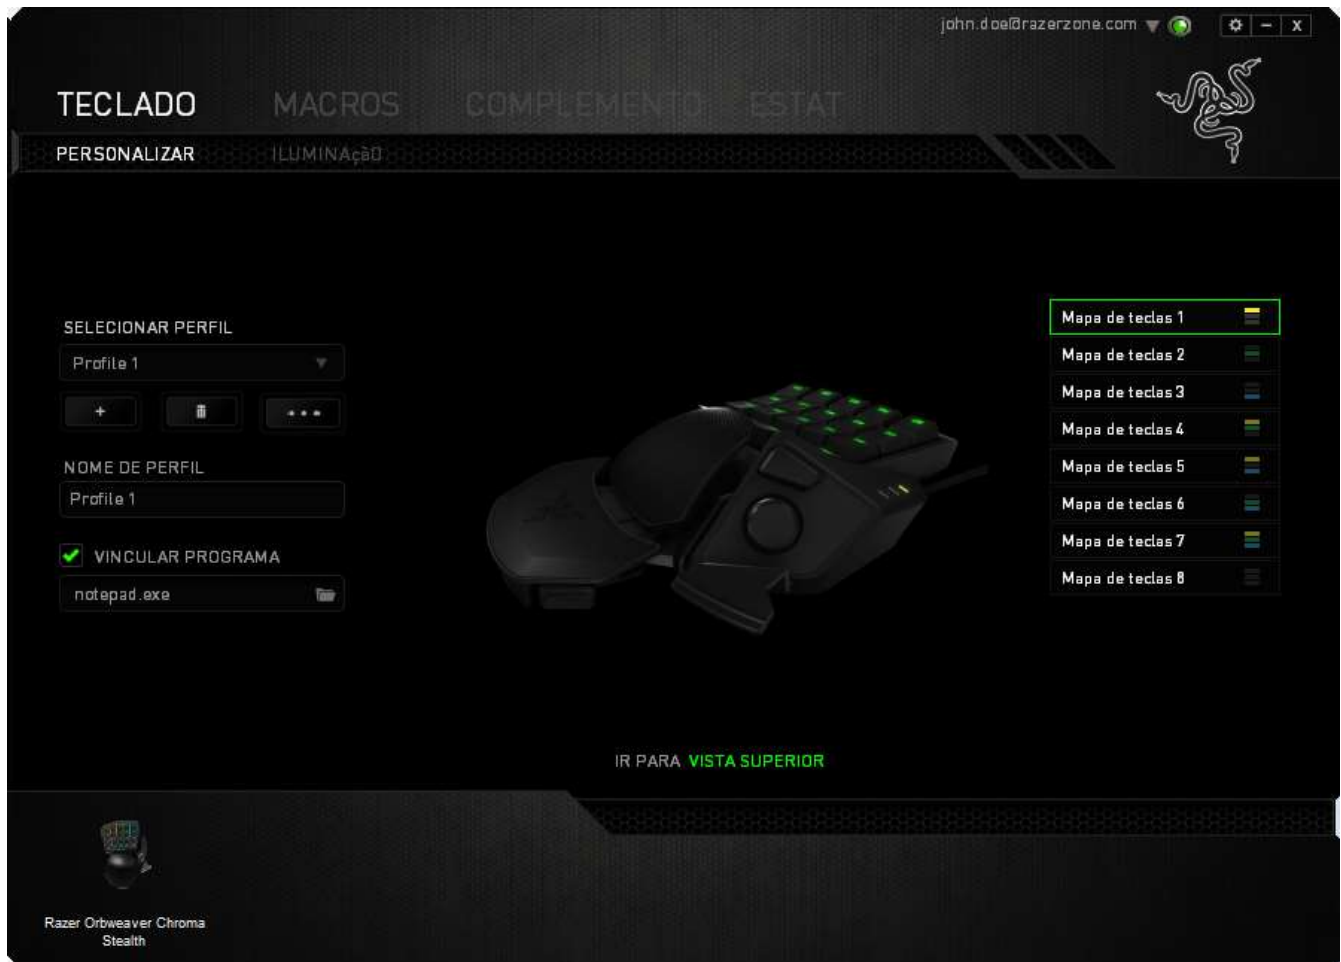 john.doe@razerzone.com
TECLADO MACROS COMPLEMENTO ESTAT
PERSONALIZAR ILUMINAçãO
SELECIONAR PERFIL
Profile 1
NOME DE PERFIL
Profile 1
VINCULAR PROGRAMA
notepad.exe
Mapa de teclas 1
Mapa de teclas 2
Mapa de teclas 3
Mapa de teclas 4
Mapa de teclas 5
Mapa de teclas 6
Mapa de teclas 7
Mapa de teclas 8
IR PARA VISTA SUPERIOR
Razer Orbweaver Chroma
Stealth